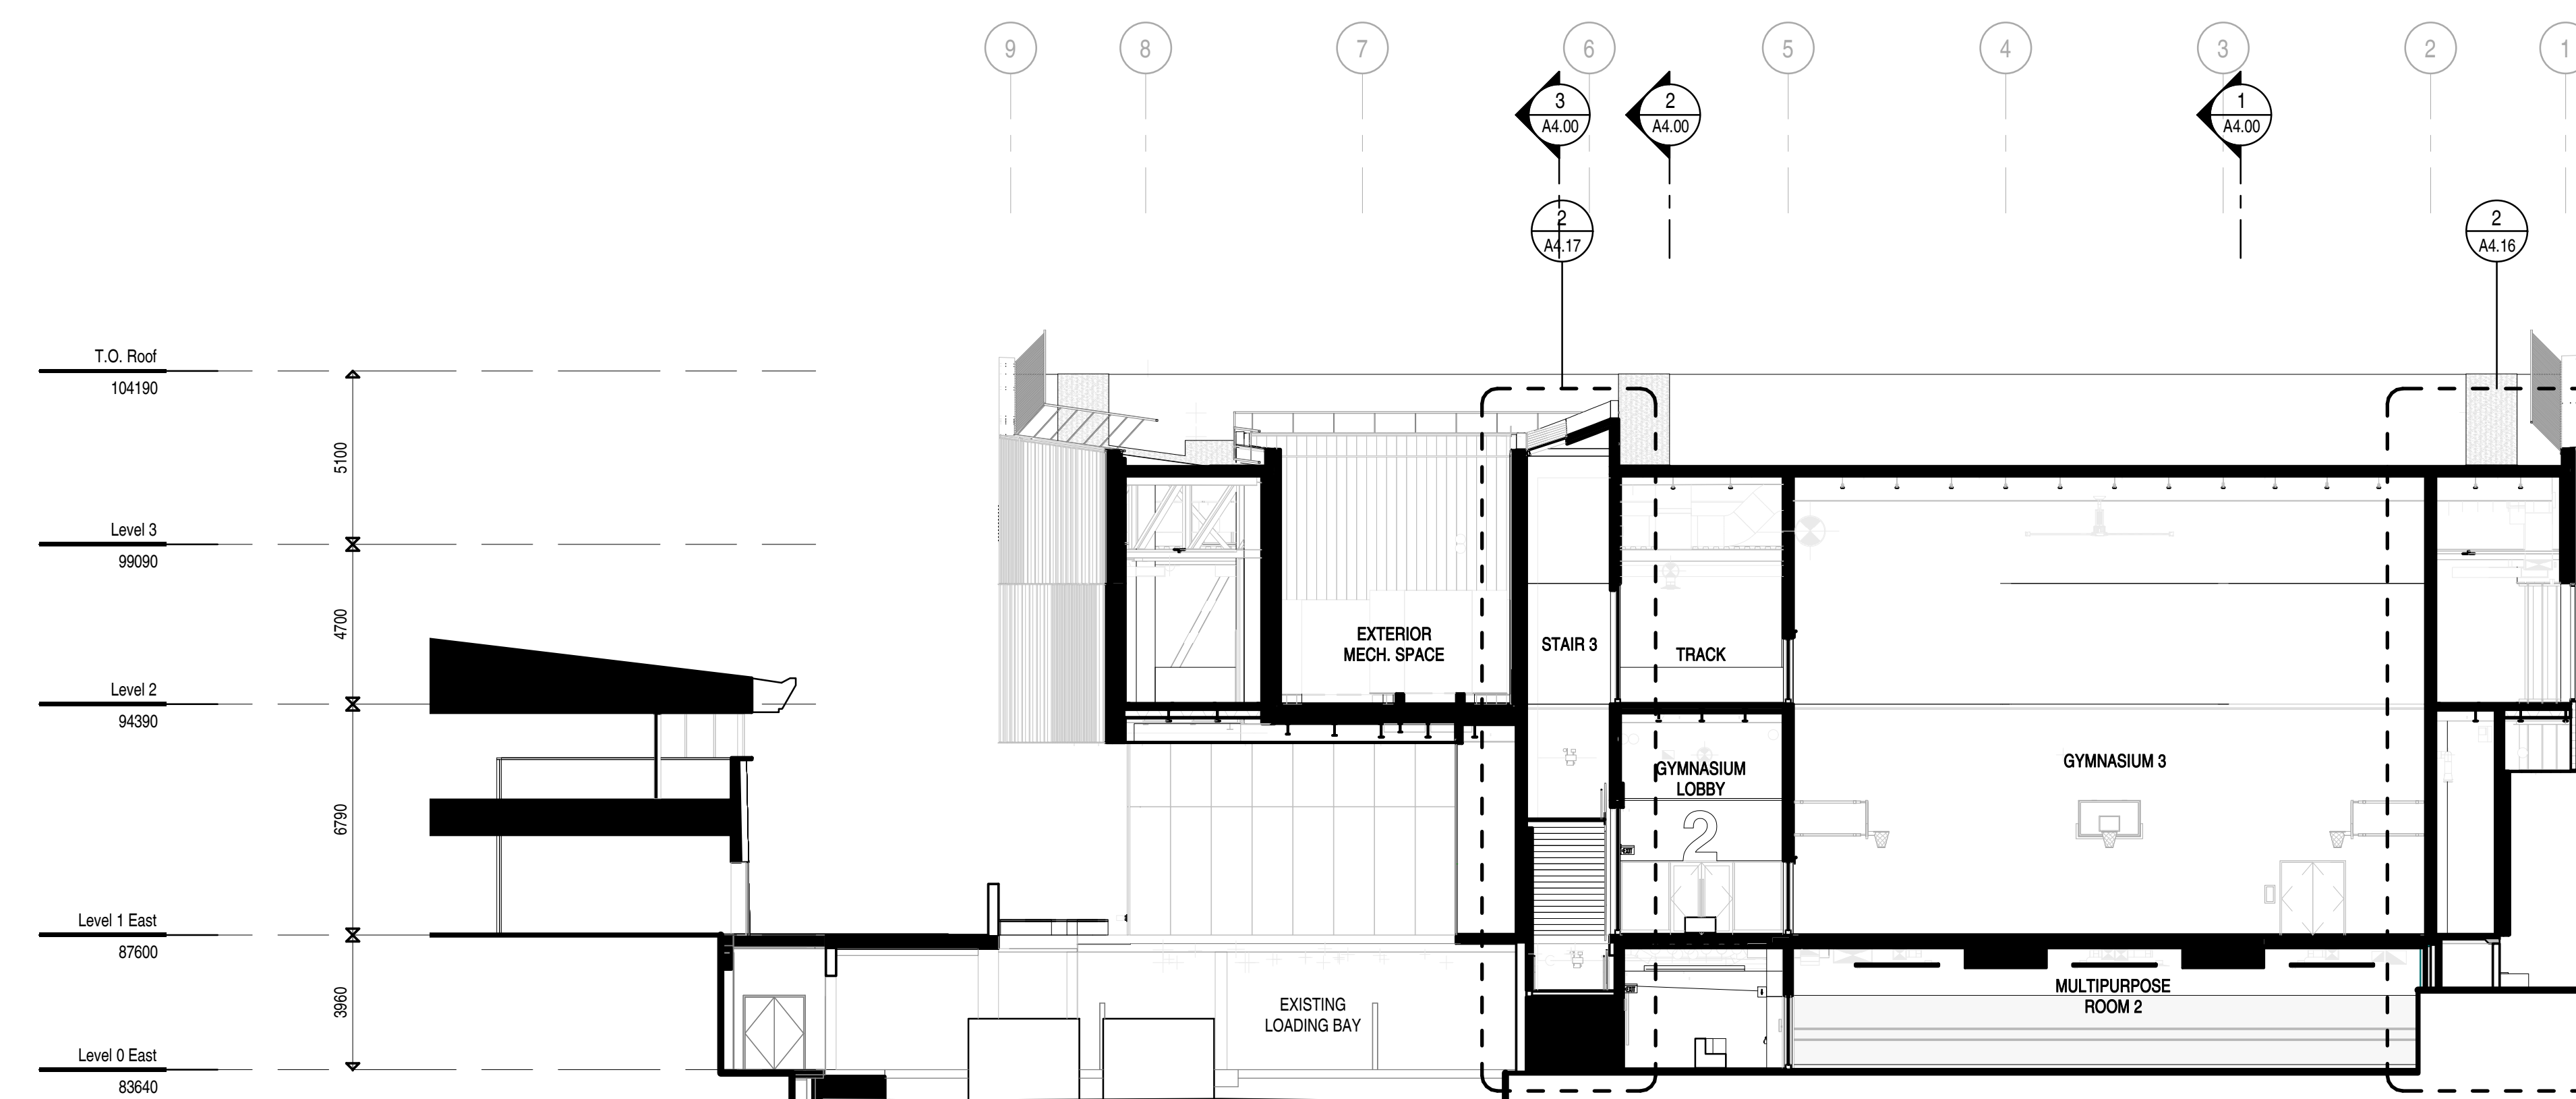 9
8
7
6
5
4
3
2
1
3
A4.00
2
A4.00
1
A4.00
2
A4.17
2
A4.16
T.O. Roof
104190
5100
Level 3
99090
4700
Level 2
94390
6790
Level 1 East
87600
3960
Level 0 East
83640
EXTERIOR
MECH. SPACE
STAIR 3
TRACK
GYMNASIUM
LOBBY
2
GYMNASIUM 3
EXISTING
LOADING BAY
MULTIPURPOSE
ROOM 2